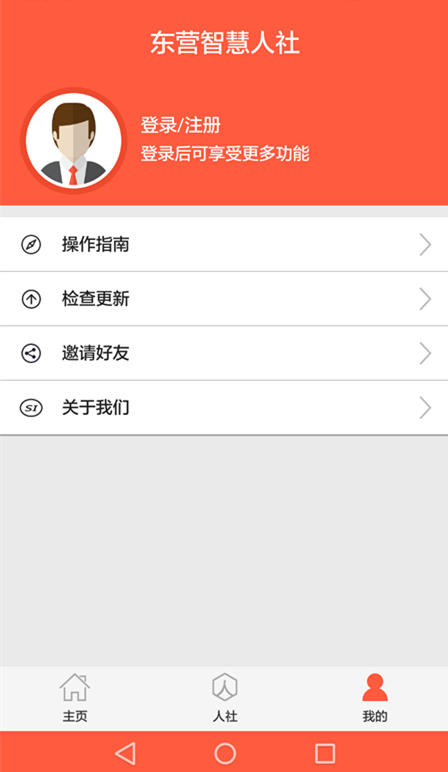 东营智慧人社
登录/注册
登录后可享受更多功能
操作指南
检查更新
邀请好友
SI 关于我们
主页 人社 我的